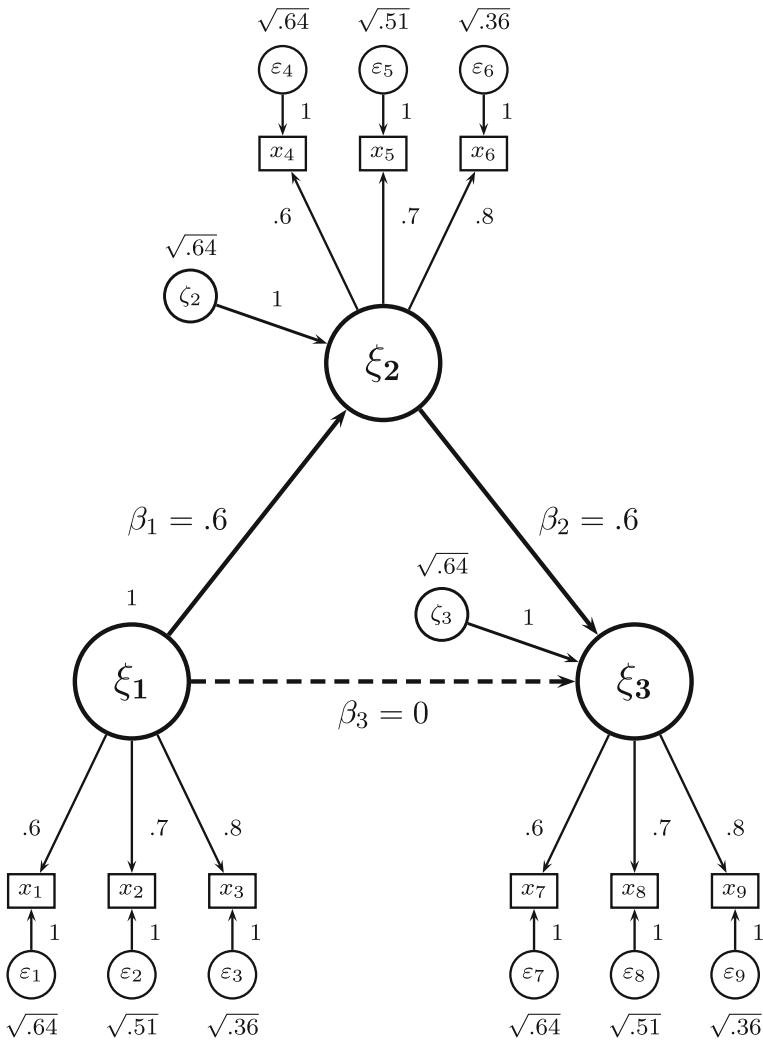 √.64 √.51 √.36
ε4 ε5 ε6
1 1 1
x4 x5 x6
.6 .7 .8
√.64
ζ2 1
ξ2
β1 = .6 β2 = .6
√.64
1
ζ3 1
ξ1 ξ3
β3 = 0
.6 .7 .8 .6 .7 .8
x1 x2 x3 x7 x8 x9
1 1 1 1 1 1
ε1 ε2 ε3 ε7 ε8 ε9
√.64 √.51 √.36 √.64 √.51 √.36